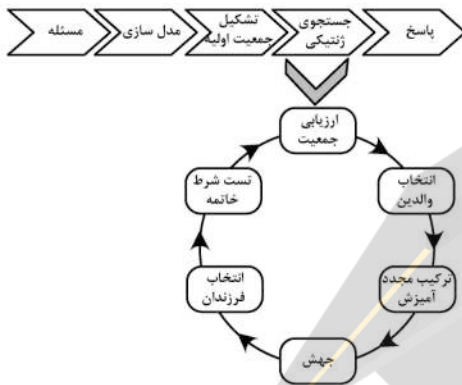 مسئله
مدل سازی
تشکیل
جمعیت اولیه
جستجوی
ژنتیکی
پاسخ
ارزیابی
جمعیت
انتخاب
والدین
ترکیب مجدد
آمیزش
جهش
انتخاب
فرزندان
تست شرط
خاتمه